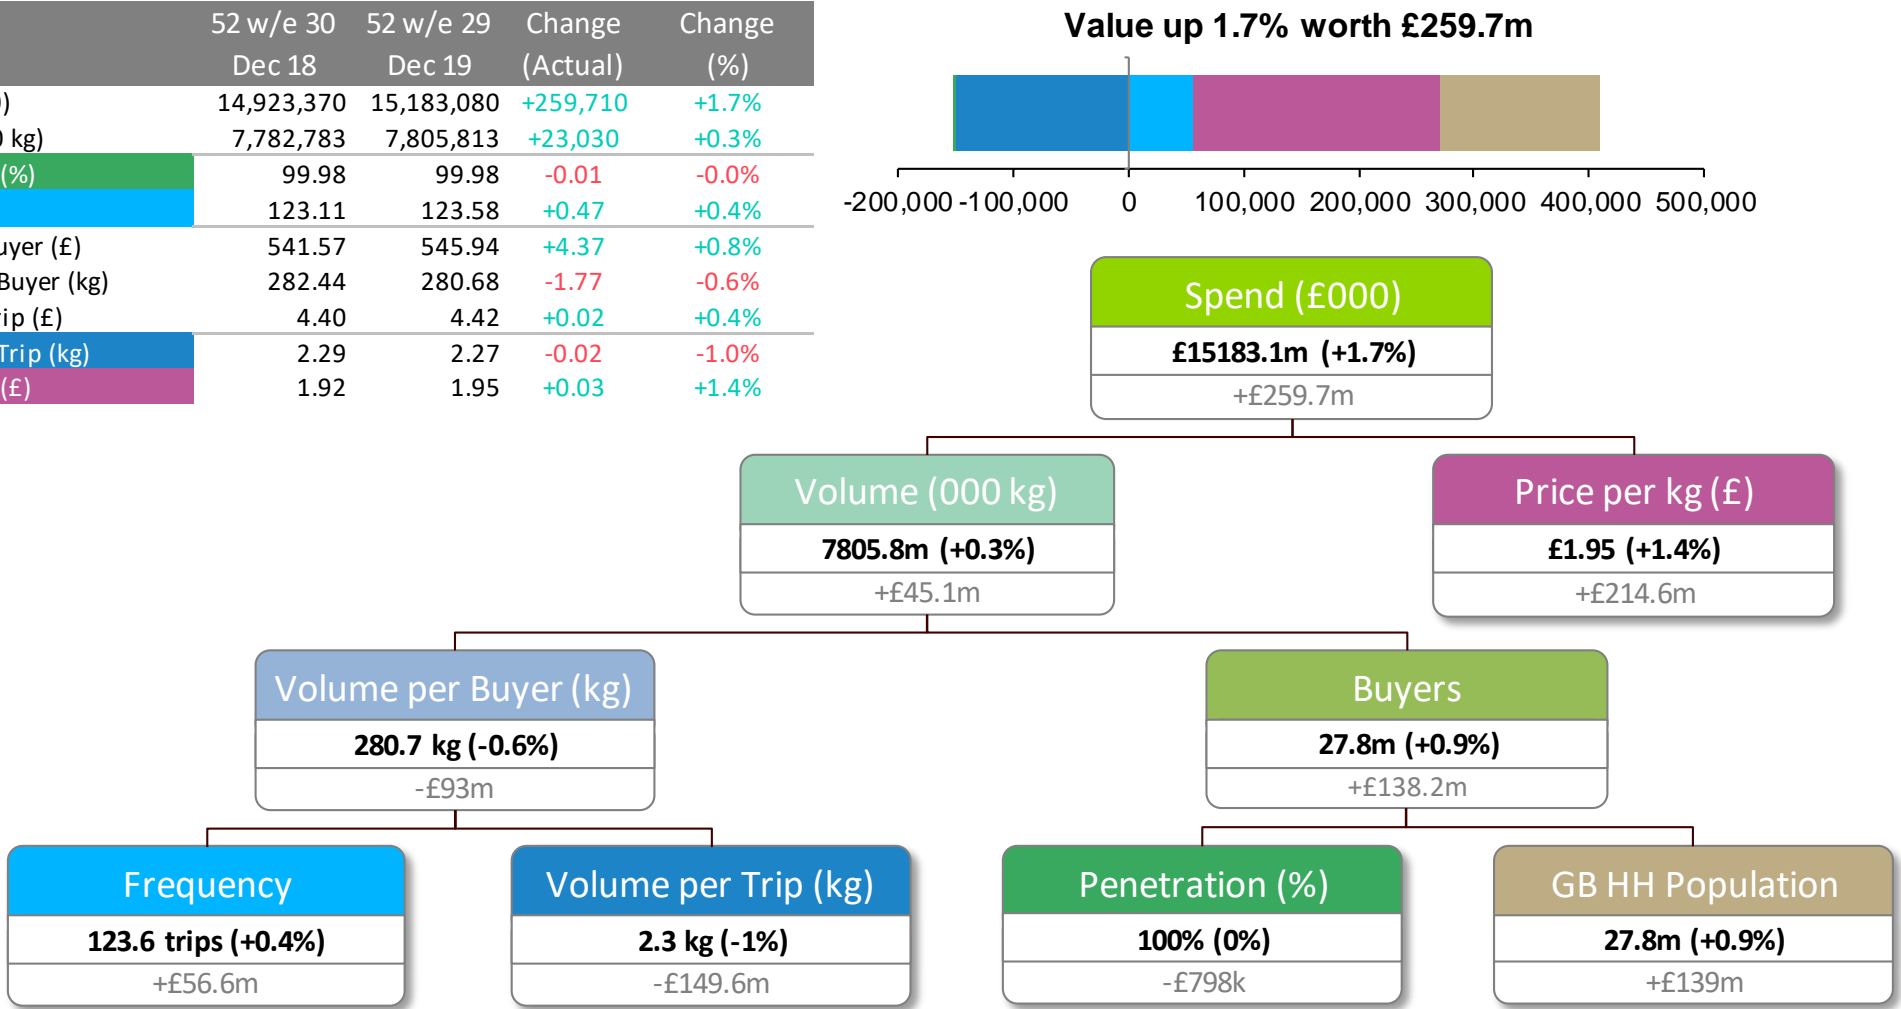 52 w/e 30 52 w/e 29 Change Change
Dec 18 Dec 19 (Actual) (%)
) 14,923,370 15,183,080 +259,710 +1.7%
kg) 7,782,783 7,805,813 +23,030 +0.3%
(%) 99.98 99.98 -0.01 -0.0%
123.11 123.58 +0.47 +0.4%
uyer (£) 541.57 545.94 +4.37 +0.8%
Buyer (kg) 282.44 280.68 -1.77 -0.6%
rip (£) 4.40 4.42 +0.02 +0.4%
Trip (kg) 2.29 2.27 -0.02 -1.0%
(£) 1.92 1.95 +0.03 +1.4%
Value up 1.7% worth £259.7m
-200,000 -100,000 0 100,000 200,000 300,000 400,000 500,000
Spend (£000)
£15183.1m (+1.7%)
+£259.7m
Volume (000 kg)
7805.8m (+0.3%)
+£45.1m
Price per kg (£)
£1.95 (+1.4%)
+£214.6m
Volume per Buyer (kg)
280.7 kg (-0.6%)
-£93m
Buyers
27.8m (+0.9%)
+£138.2m
Frequency
123.6 trips (+0.4%)
+£56.6m
Volume per Trip (kg)
2.3 kg (-1%)
-£149.6m
Penetration (%)
100% (0%)
-£798k
GB HH Population
27.8m (+0.9%)
+£139m